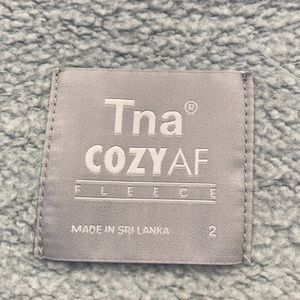 Tna®
COZYAF
FLEECE
MADE IN SRI LANKA 2